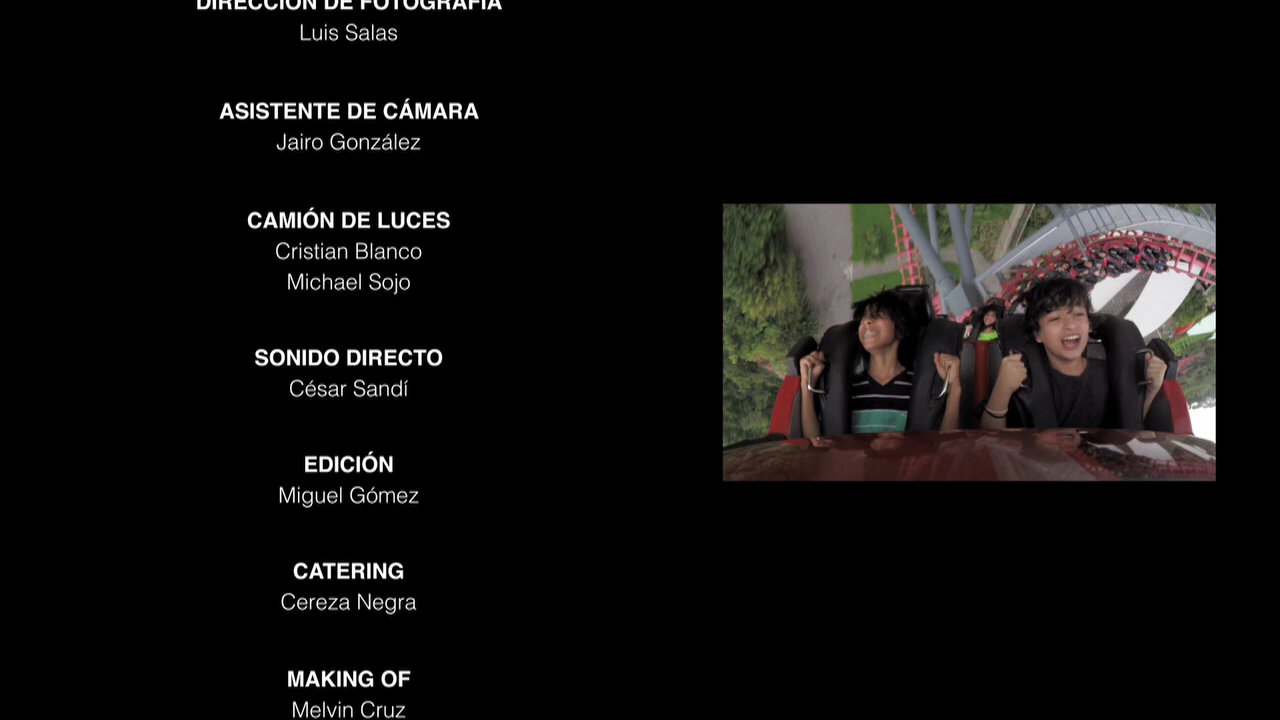 DIRECCIÓN DE FOTOGRAFÍA
Luis Salas
ASISTENTE DE CÁMARA
Jairo González
CAMIÓN DE LUCES
Cristian Blanco
Michael Sojo
SONIDO DIRECTO
César Sandí
EDICIÓN
Miguel Gómez
CATERING
Cereza Negra
MAKING OF
Melvin Cruz